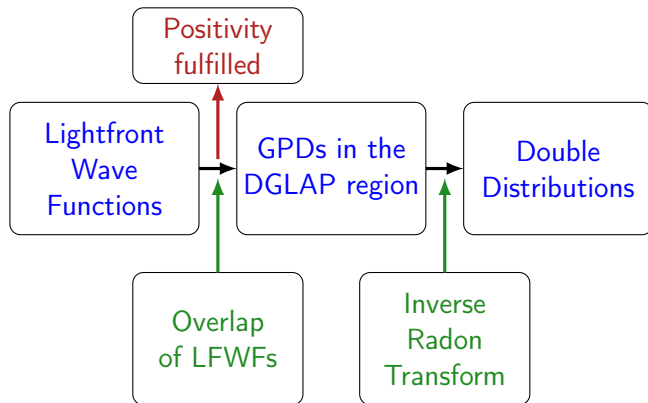 Positivity
fulfilled
Lightfront
Wave
Functions
GPDs in the
DGLAP region
Double
Distributions
Overlap
of LFWFs
Inverse
Radon
Transform